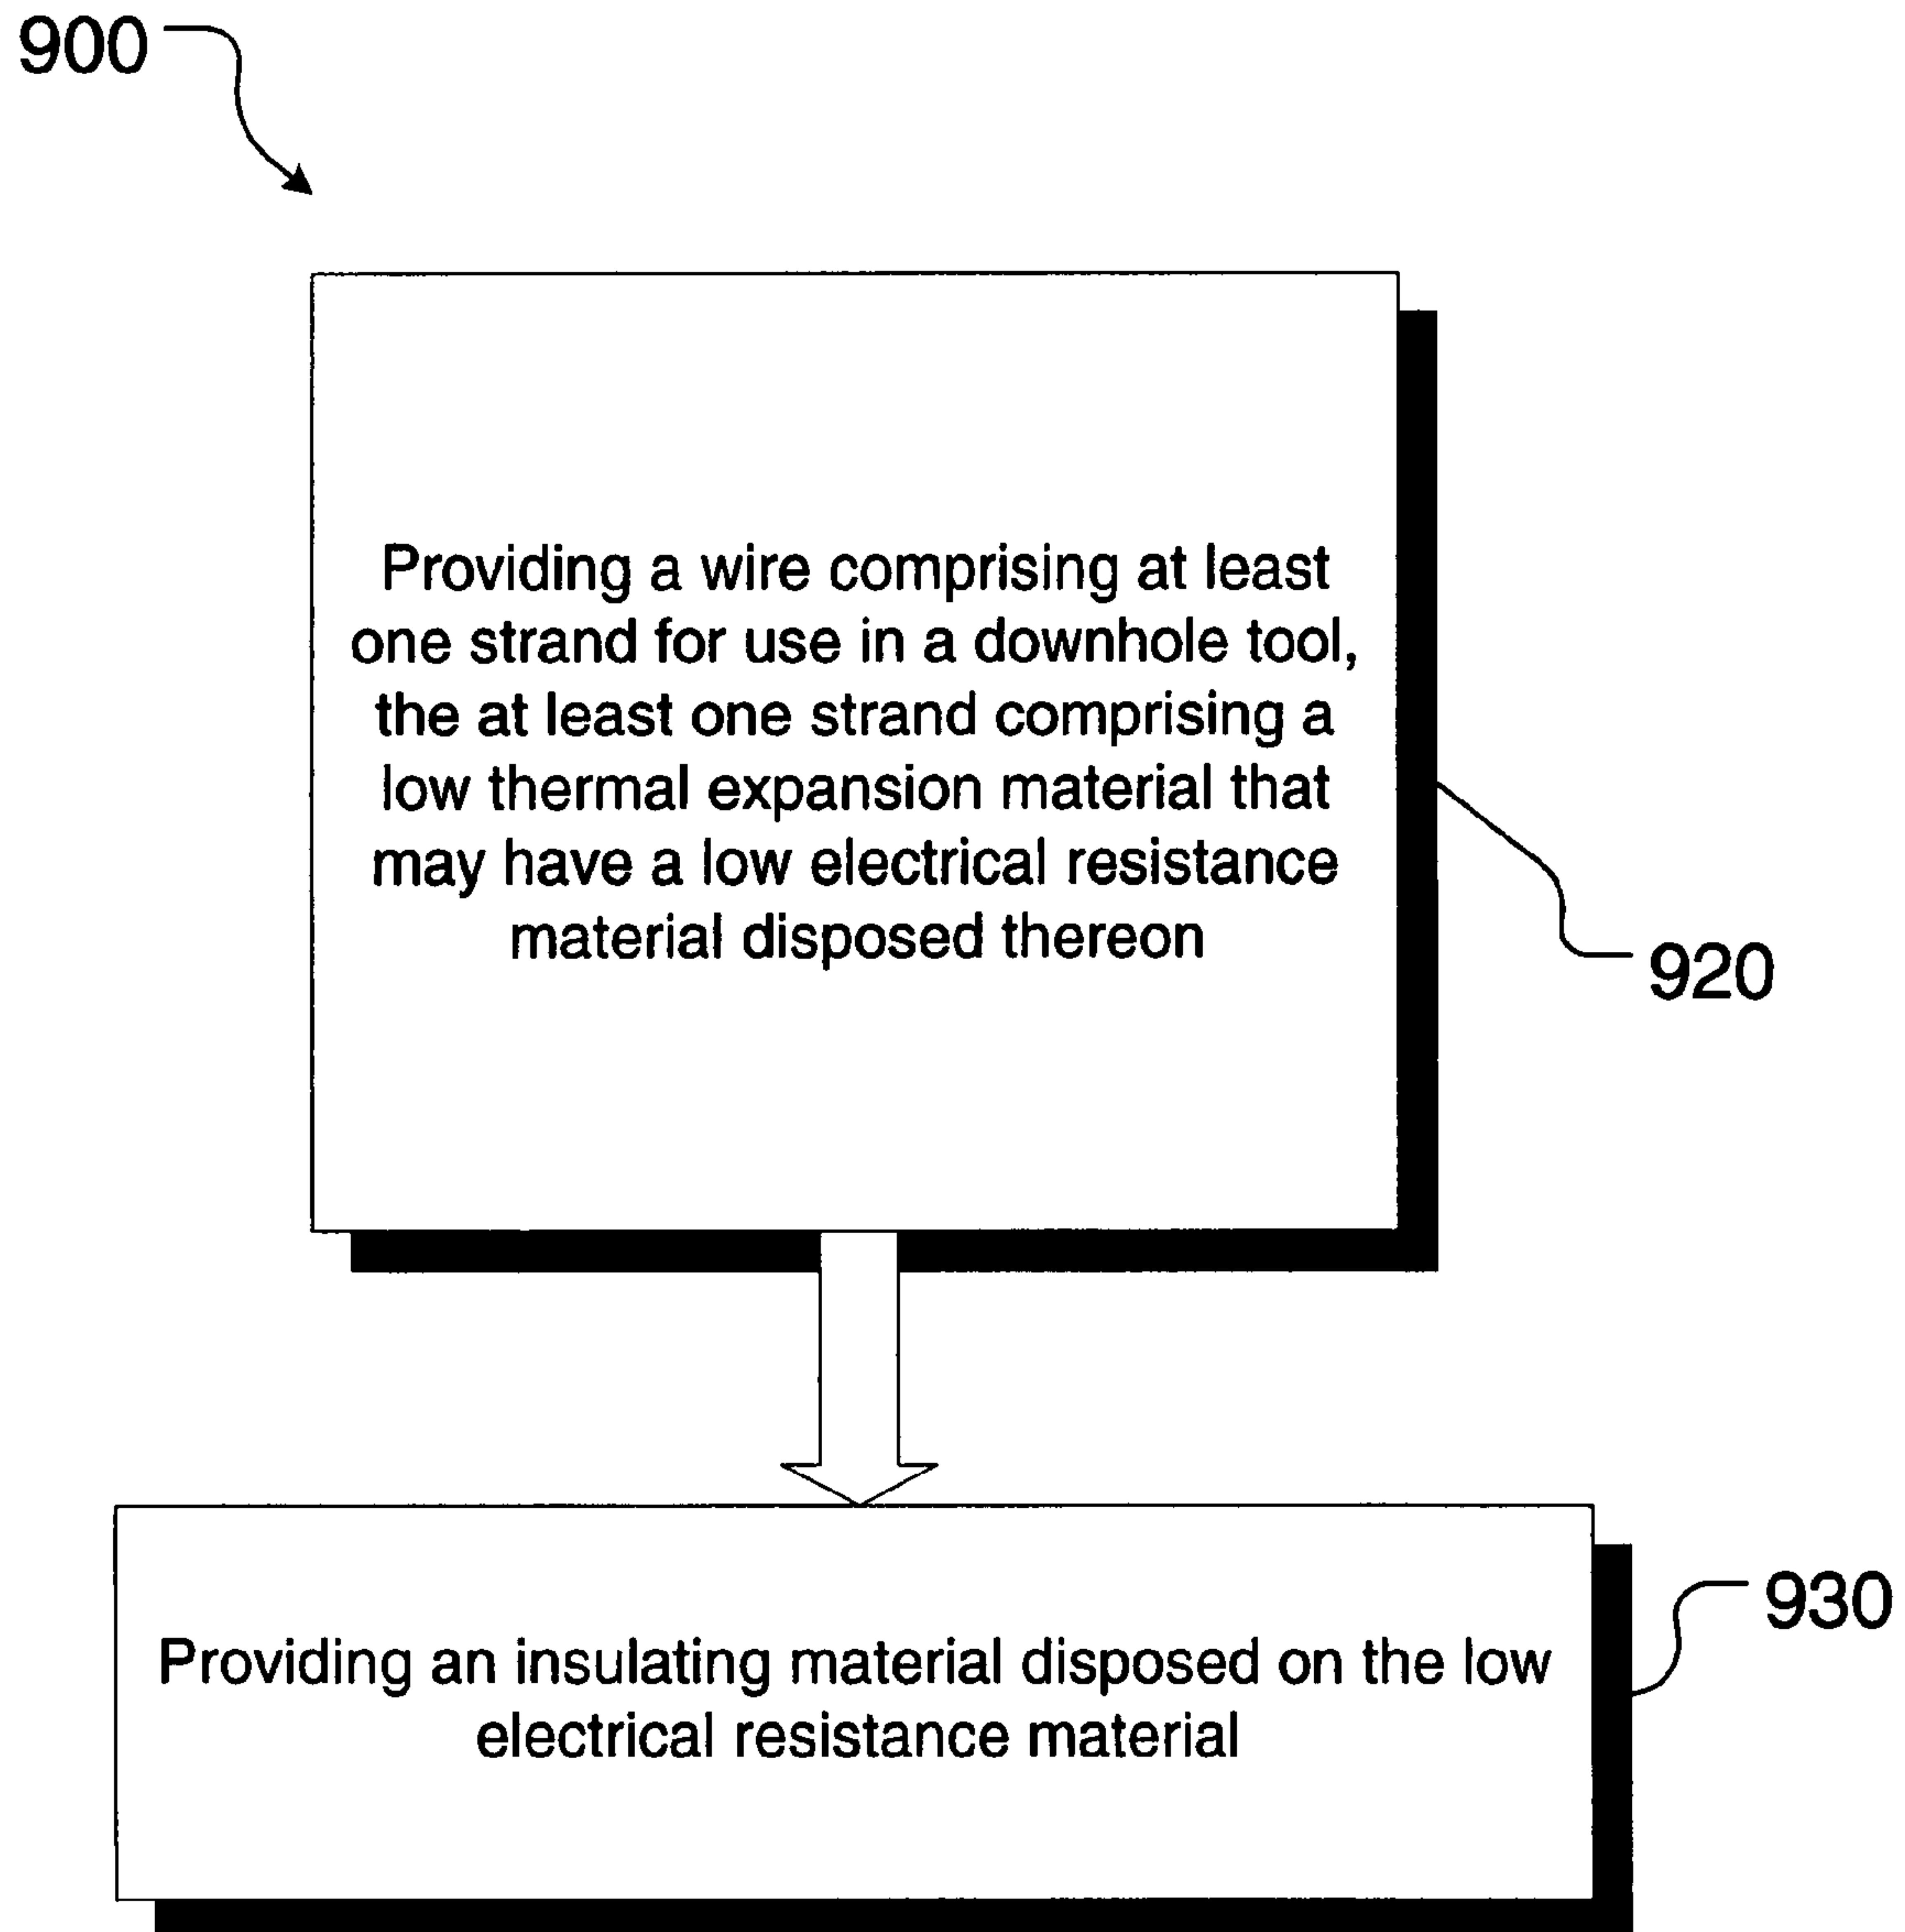 900
Providing a wire comprising at least
one strand for use in a downhole tool,
the at least one strand comprising a
low thermal expansion material that
may have a low electrical resistance
material disposed thereon
920
930
Providing an insulating material disposed on the low
electrical resistance material